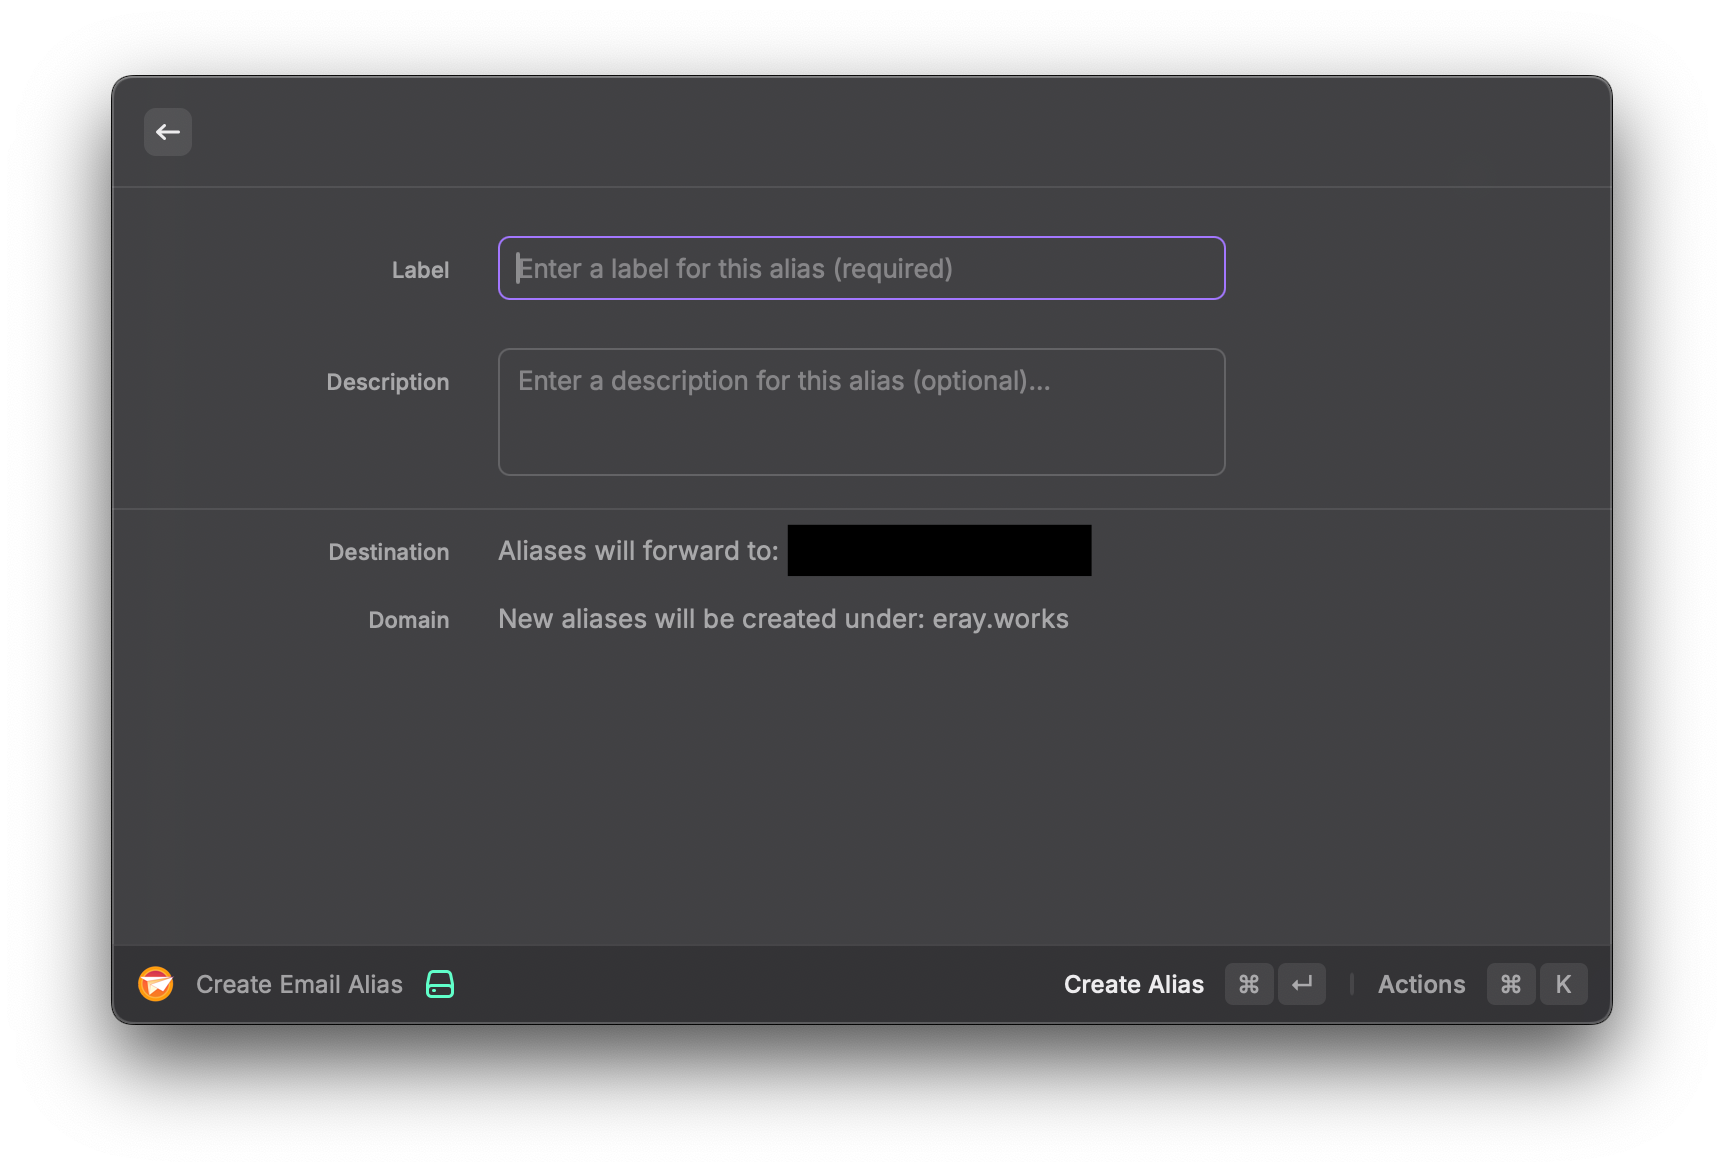 Label
Enter a label for this alias (required)
Description
Enter a description for this alias (optional)...
Destination
Aliases will forward to:
Domain
New aliases will be created under: eray.works
Create Email Alias
Create Alias ⌘ ↵
Actions ⌘ K